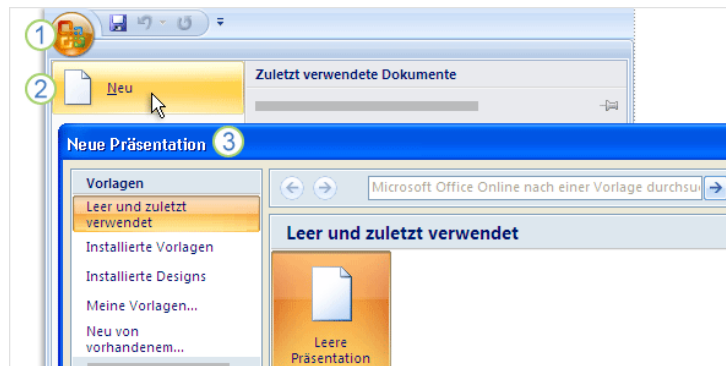 1
2
Neu
Zuletzt verwendete Dokumente
Neue Präsentation 3
Vorlagen
Leer und zuletzt
verwendet
Installierte Vorlagen
Installierte Designs
Meine Vorlagen...
Neu von
vorhandenem...
Microsoft Office Online nach einer Vorlage durchsu
Leer und zuletzt verwendet
Leere
Präsentation